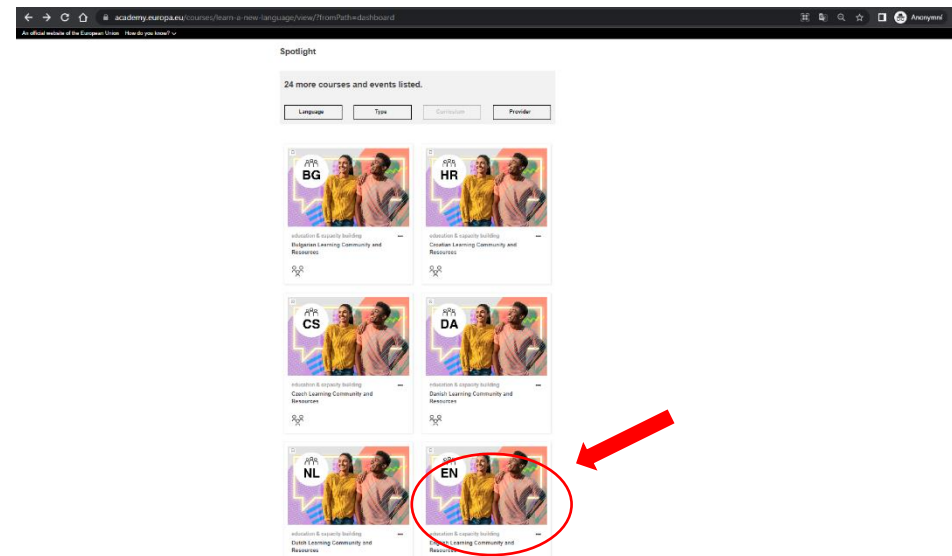 academy.europa.eu/courses/learn-a-new-language/view/?fromPath=dashboard
Anonymní
An official website of the European Union How do you know?
Spotlight
24 more courses and events listed.
Language Type Curriculum Provider
BG HR
education & capacity building ••• education & capacity building •••
Bulgarian Learning Community and Croatian Learning Community and
Resources Resources
CS DA
education & capacity building ••• education & capacity building •••
Czech Learning Community and Danish Learning Community and
Resources Resources
NL EN
education & capacity building ••• education & capacity building •••
Dutch Learning Community and English Learning Community and
Resources Resources